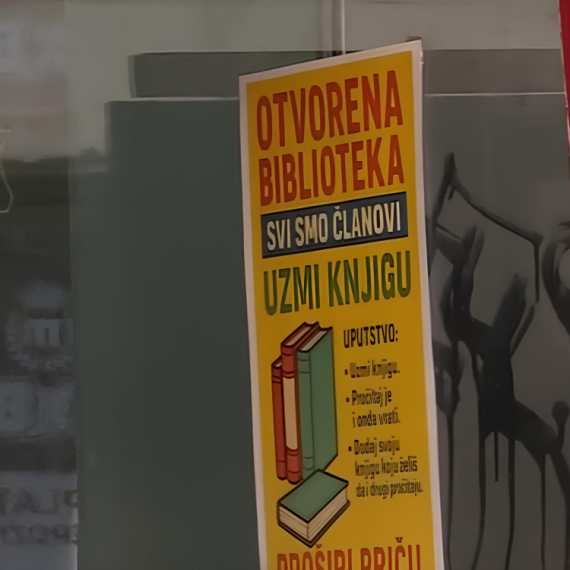 OTVORENA
BIBLIOTEKA
SVI SMO ČLANOVI
UZMI KNJIGU
UPUTSTVO:
• Uzmi knjigu.
• Pročitaj je
i onda vrati.
• Dodaj svoju
knjigu koju želiš
da i drugi pročitaju.
PROŠIRI PRIČU